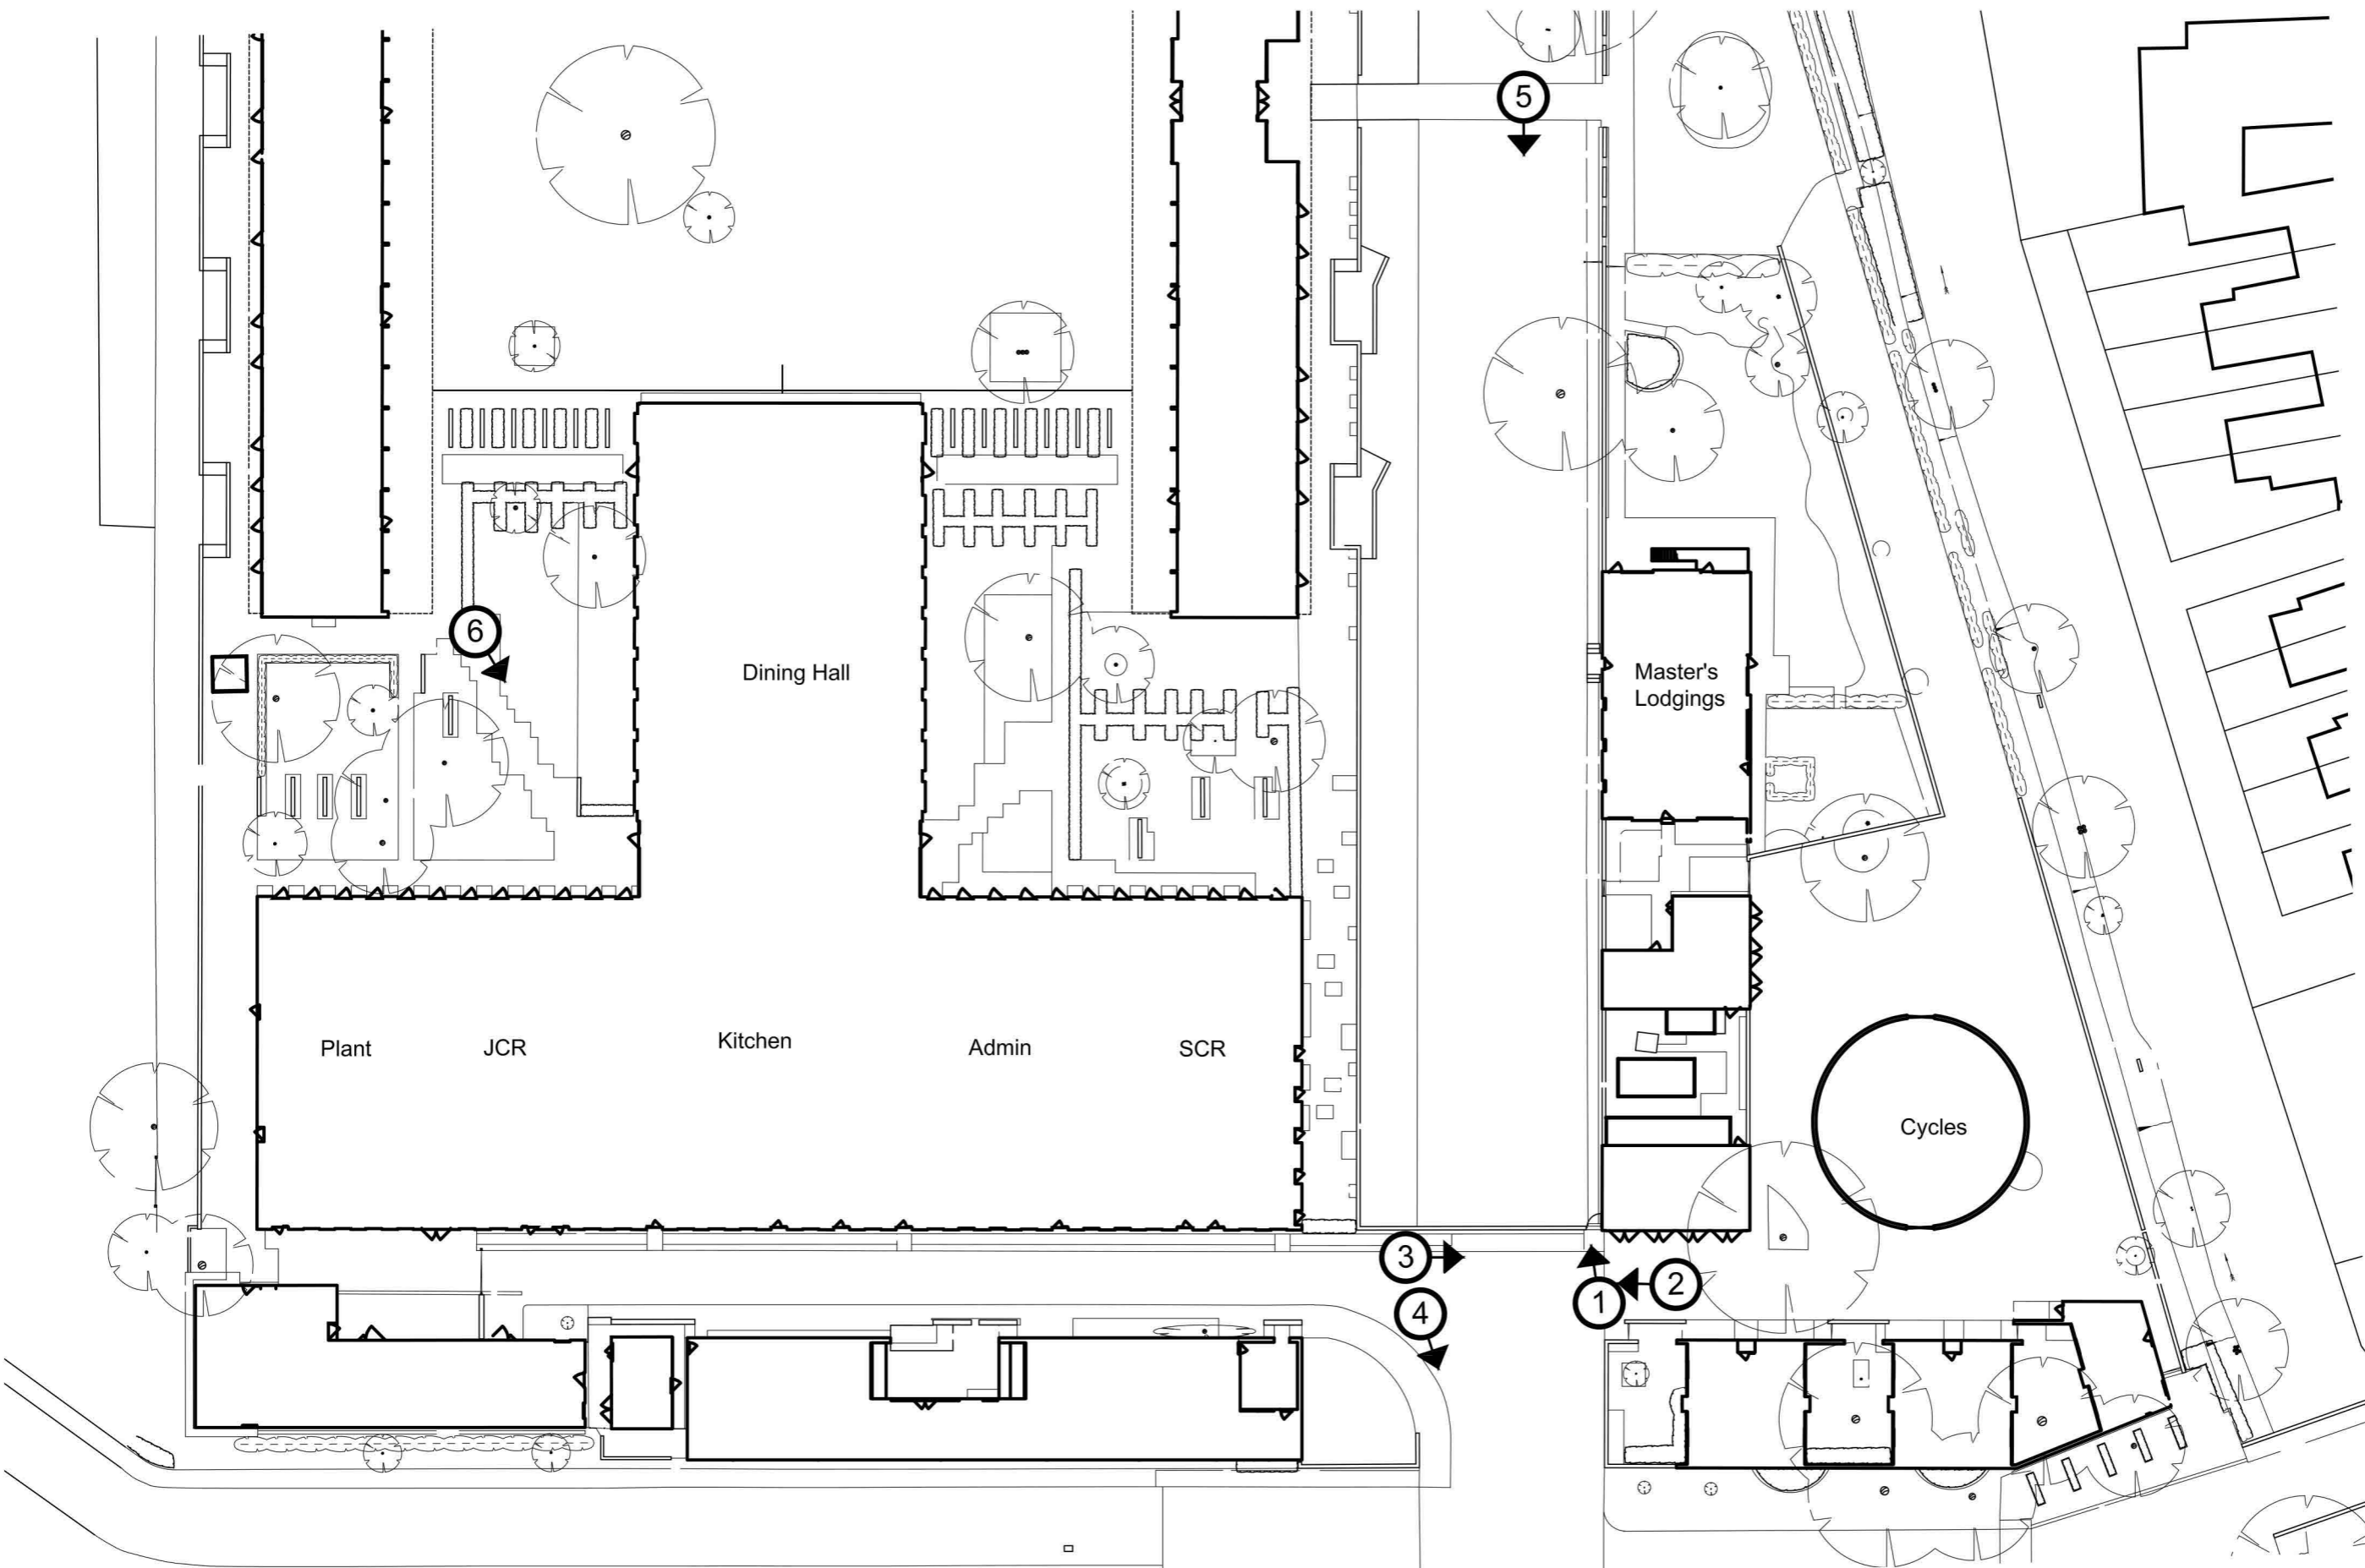 5
6
Dining Hall
Master's
Lodgings
Plant
JCR
Kitchen
Admin
SCR
Cycles
3
2
1
4